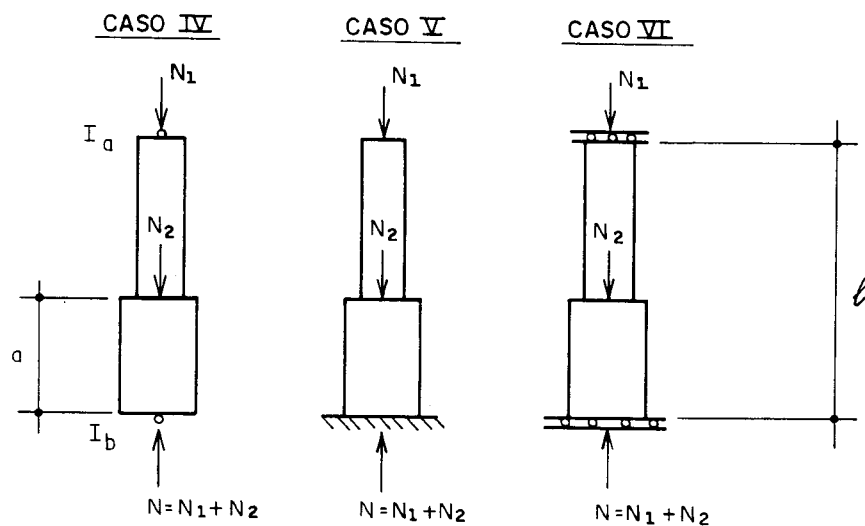 CASO IV CASO V CASO VI
N1 N1 N1
Ia
N2 N2 N2
a ℓ
Ib
N=N1+N2 N=N1+N2 N=N1+N2